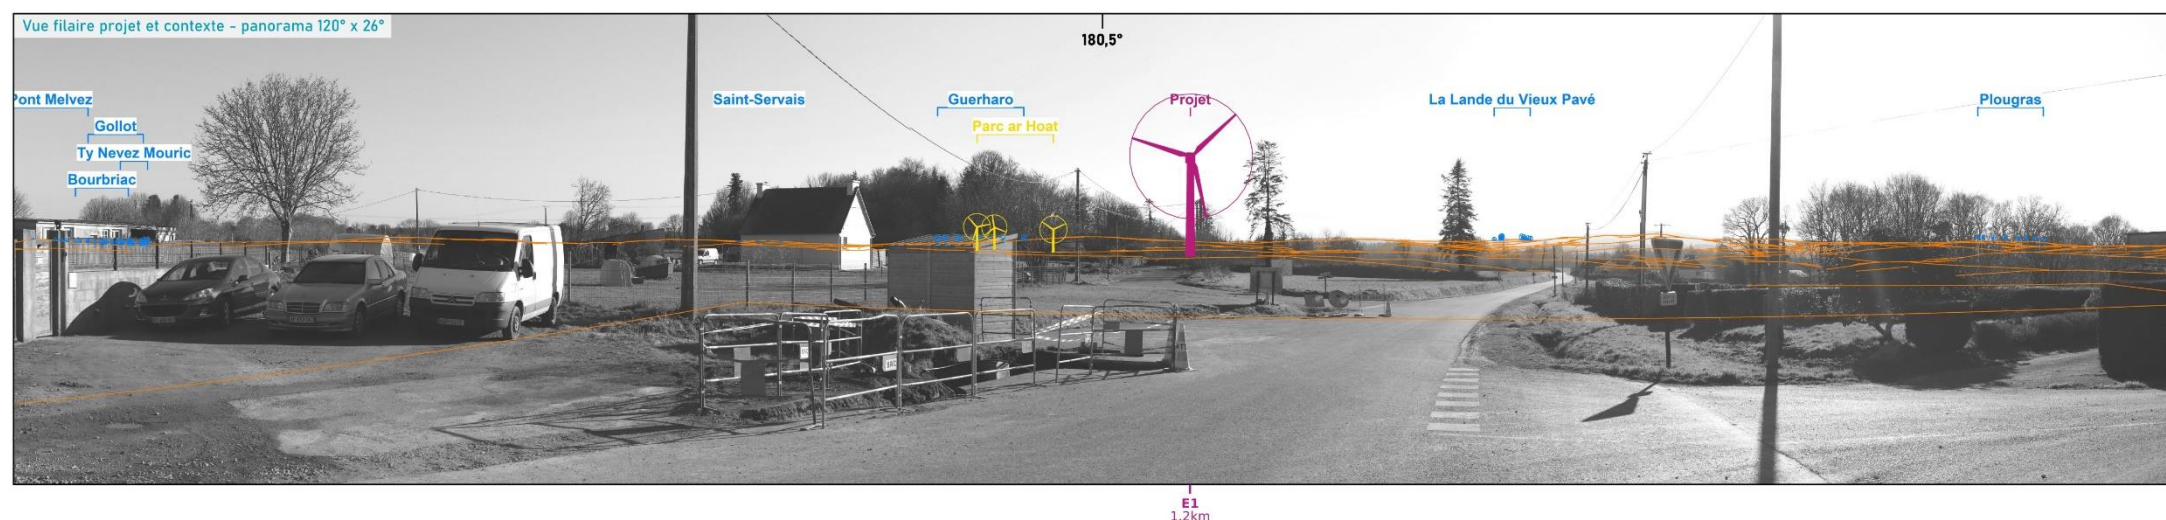 Vue filaire projet et contexte - panorama 120° x 26°
180,5°
Pont Melvez
Saint-Servais
Guerharo
Projet
La Lande du Vieux Pavé
Plougras
Gollot
Parc ar Hoat
Ty Nevez Mouric
Bourbriac
E1
1.2km